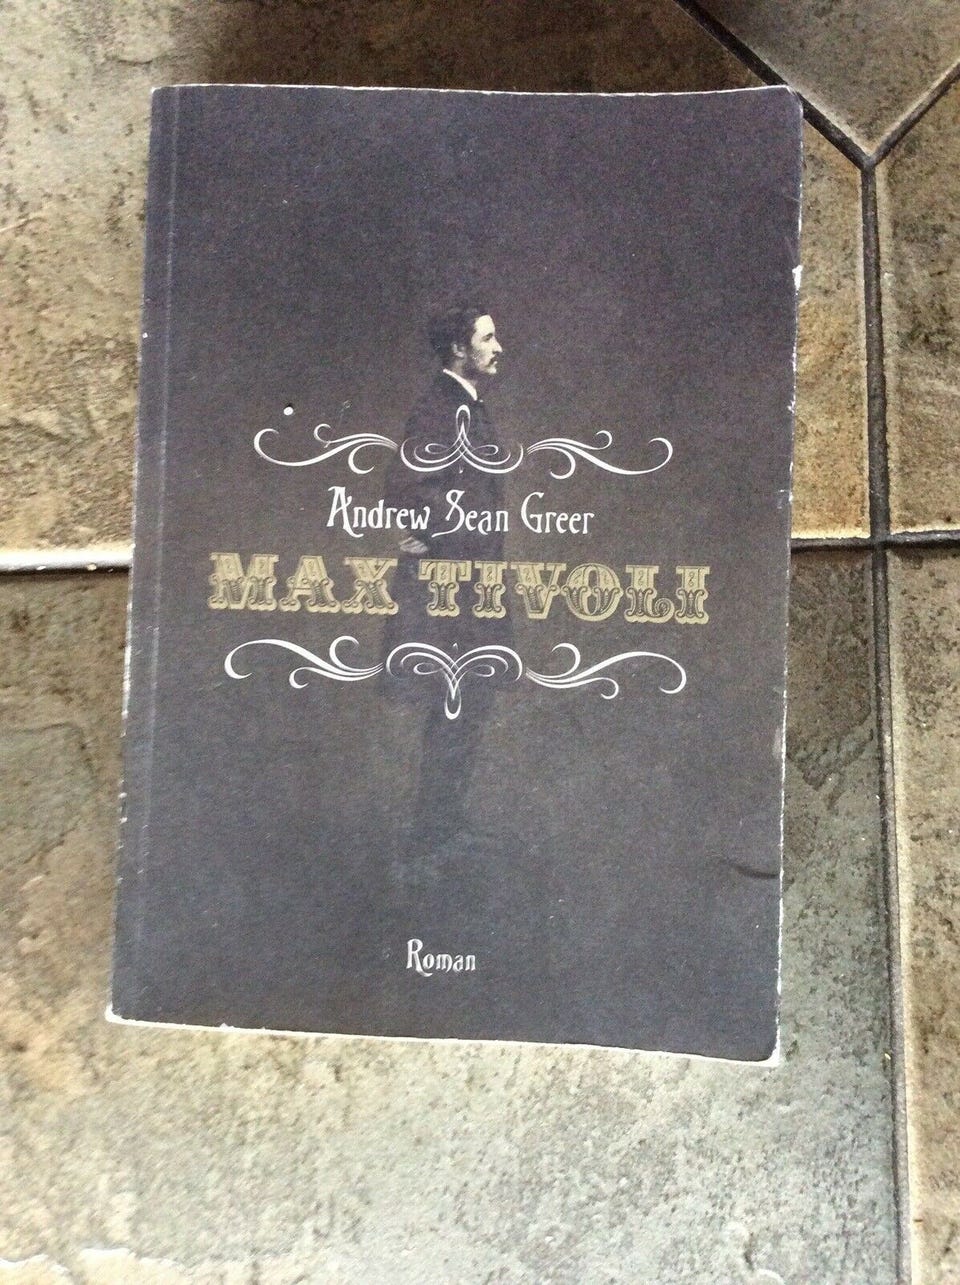 Andrew Sean Greer
MAX TIVOLI
Roman